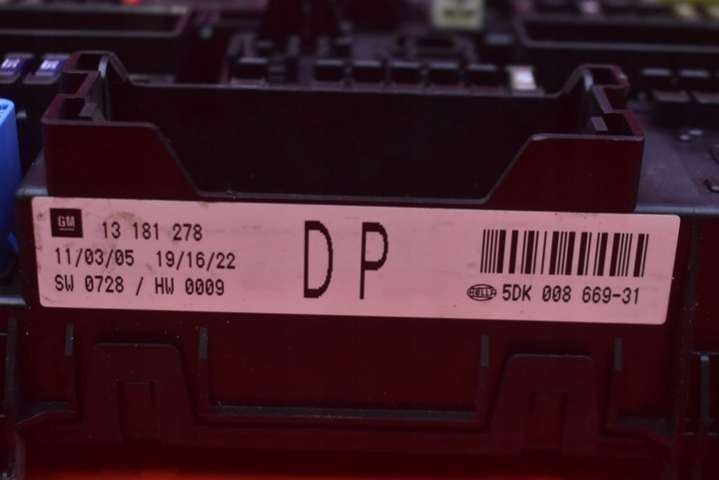 GM 13 181 278
11/03/05 19/16/22
SW 0728 / HW 0009
DP
HELLA 5DK 008 669-31